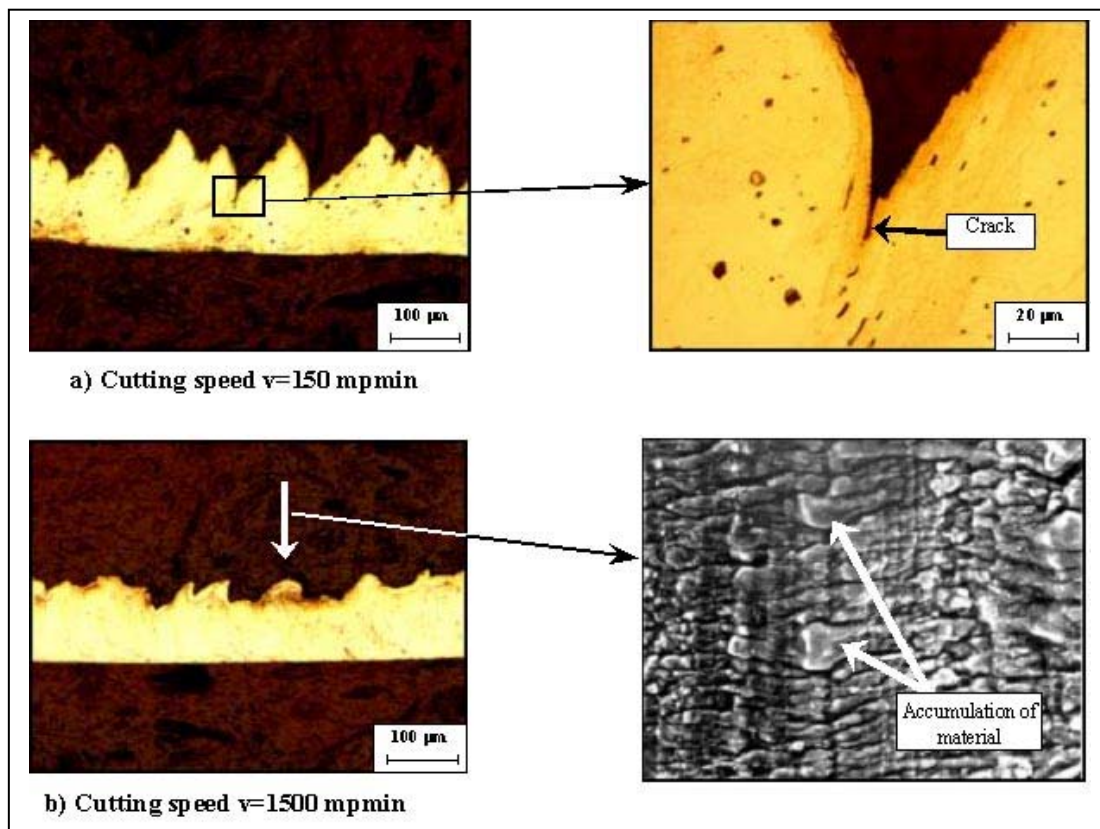 Crack
100 µm
20 µm
a) Cutting speed v=150 mpmin
100 µm
Accumulation of
material
b) Cutting speed v=1500 mpmin